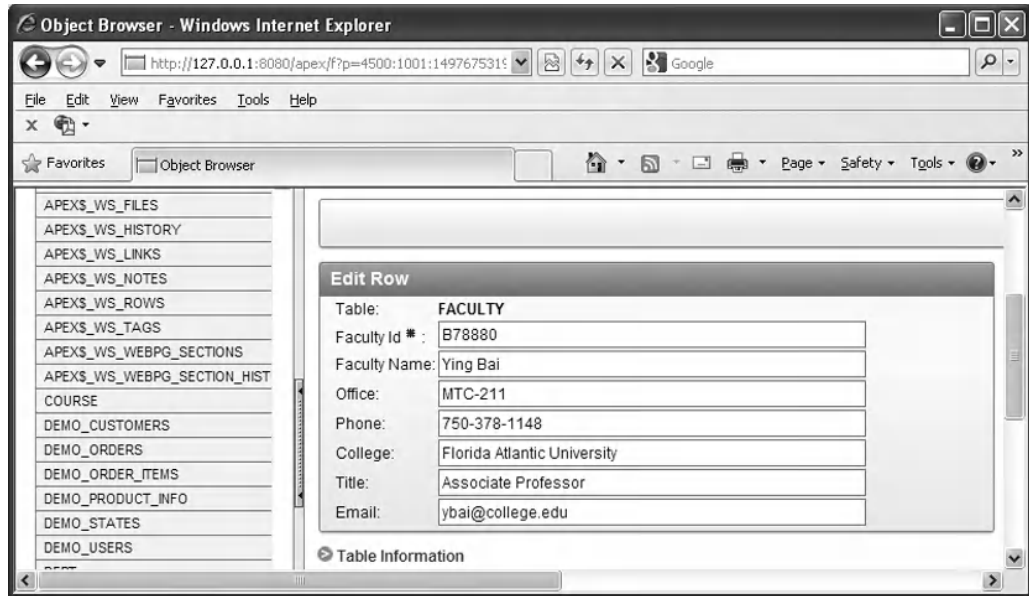 Object Browser - Windows Internet Explorer
http://127.0.0.1:8080/apex/f?p=4500:1001:1497675319
Google
File Edit View Favorites Tools Help
x
Favorites
Object Browser
Page Safety Tools
APEX$_WS_FILES
APEX$_WS_HISTORY
APEX$_WS_LINKS
APEX$_WS_NOTES
APEX$_WS_ROWS
APEX$_WS_TAGS
APEX$_WS_WEBPG_SECTIONS
APEX$_WS_WEBPG_SECTION_HIST
COURSE
DEMO_CUSTOMERS
DEMO_ORDERS
DEMO_ORDER_ITEMS
DEMO_PRODUCT_INFO
DEMO_STATES
DEMO_USERS
Edit Row
Table: FACULTY
Faculty Id * : B78880
Faculty Name: Ying Bai
Office: MTC-211
Phone: 750-378-1148
College: Florida Atlantic University
Title: Associate Professor
Email: ybai@college.edu
Table Information